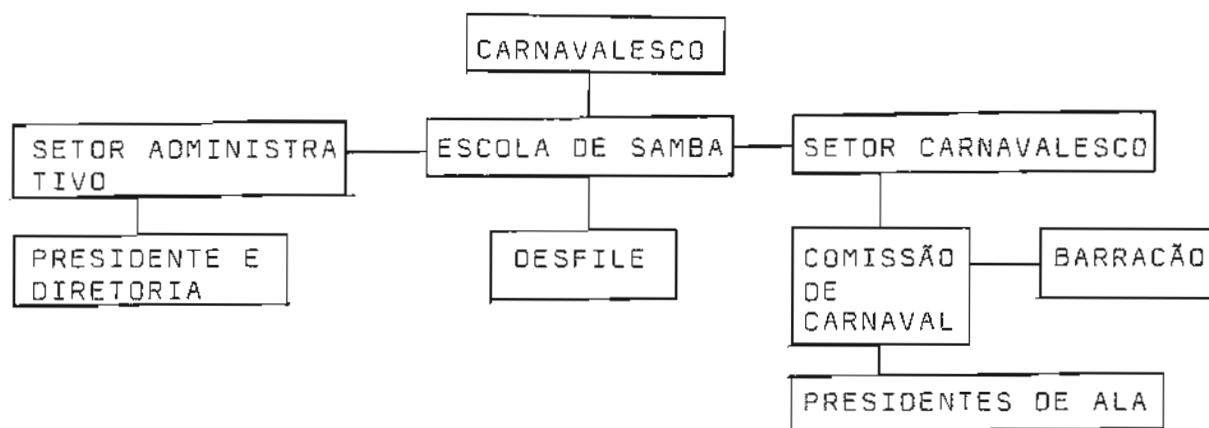 CARNAVALESCO
SETOR ADMINISTRA
TIVO
ESCOLA DE SAMBA
SETOR CARNAVALESCO
PRESIDENTE E
DIRETORIA
DESFILE
COMISSÃO
DE
CARNAVAL
BARRACÃO
PRESIDENTES DE ALA